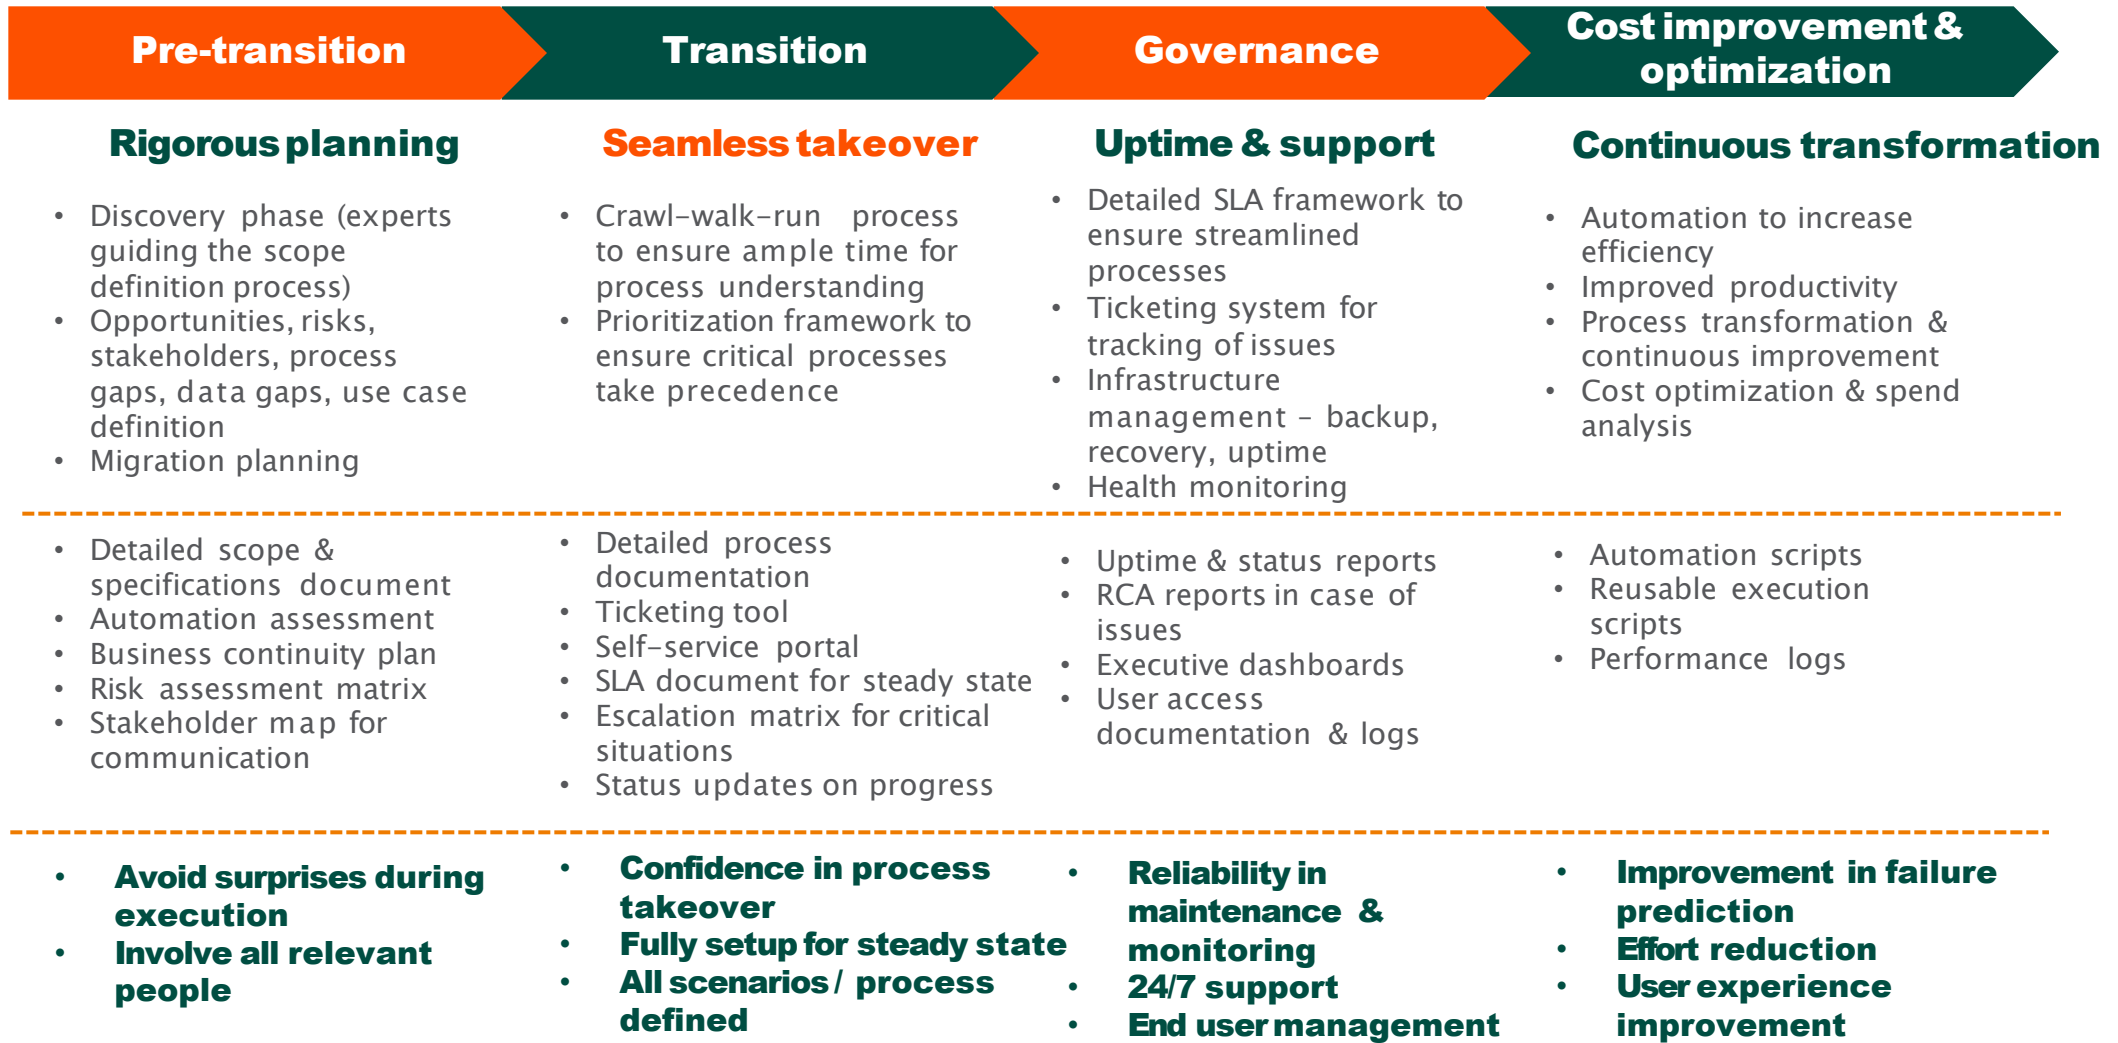 Pre-transition
Transition
Governance
Cost improvement &
optimization
Rigorous planning
• Discovery phase (experts
guiding the scope
definition process)
• Opportunities, risks,
stakeholders, process
gaps, data gaps, use case
definition
• Migration planning
Seamless takeover
• Crawl-walk-run process
to ensure ample time for
process understanding
• Prioritization framework to
ensure critical processes
take precedence
Uptime & support
• Detailed SLA framework to
ensure streamlined
processes
• Ticketing system for
tracking of issues
• Infrastructure
management – backup,
recovery, uptime
• Health monitoring
Continuous transformation
• Automation to increase
efficiency
• Improved productivity
• Process transformation &
continuous improvement
• Cost optimization & spend
analysis
• Detailed scope &
specifications document
• Automation assessment
• Business continuity plan
• Risk assessment matrix
• Stakeholder map for
communication
• Detailed process
documentation
• Ticketing tool
• Self-service portal
• SLA document for steady state
• Escalation matrix for critical
situations
• Status updates on progress
• Uptime & status reports
• RCA reports in case of
issues
• Executive dashboards
• User access
documentation & logs
• Automation scripts
• Reusable execution
scripts
• Performance logs
• Avoid surprises during
execution
• Involve all relevant
people
• Confidence in process
takeover
• Fully setup for steady state
• All scenarios / process
defined
• Reliability in
maintenance &
monitoring
• 24/7 support
• End user management
• Improvement in failure
prediction
• Effort reduction
• User experience
improvement